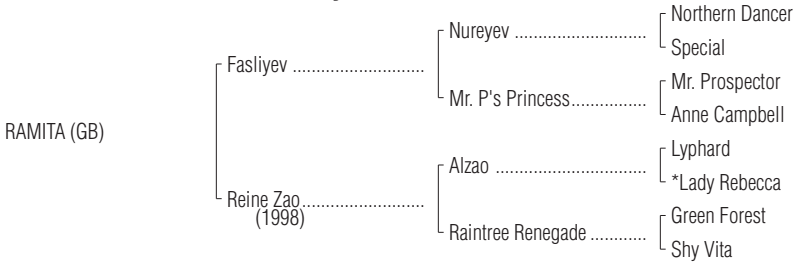 Northern Dancer
Nureyev ............................
Special
Fasliyev ............................
Mr. Prospector
Mr. P's Princess................
Anne Campbell
RAMITA (GB)
Lyphard
Alzao ................................
*Lady Rebecca
Reine Zao..........................
(1998)
Green Forest
Raintree Renegade ............
Shy Vita